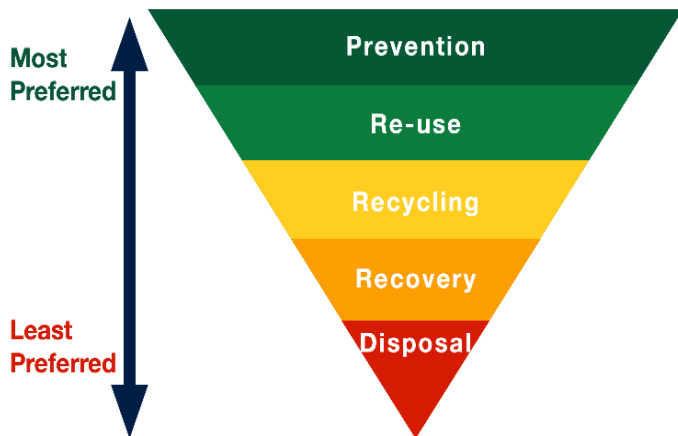 Most
Preferred
Prevention
Re-use
Recycling
Recovery
Least
Preferred
Disposal